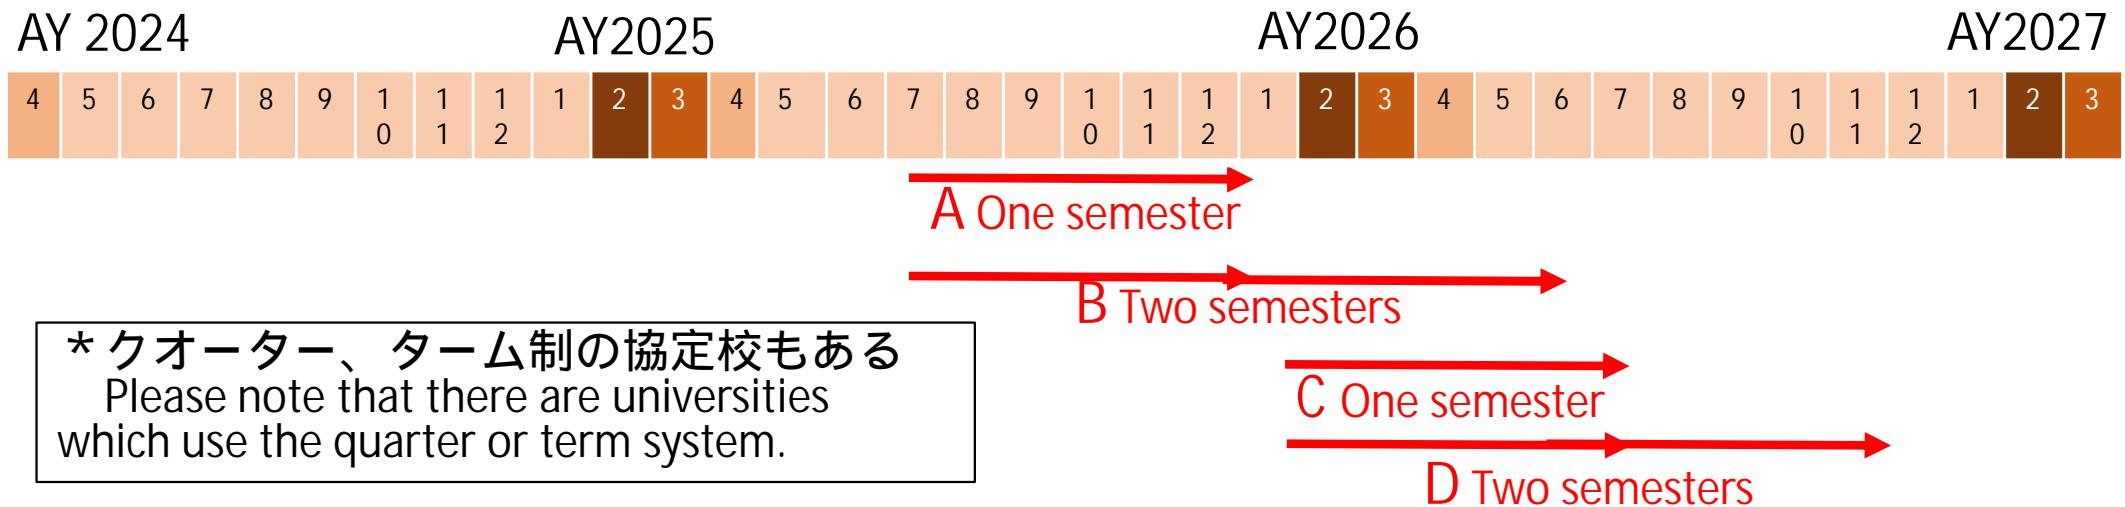 AY 2024 AY2025 AY2026 AY2027
4 5 6 7 8 9 10 11 12 1 2 3 4 5 6 7 8 9 10 11 12 1 2 3 4 5 6 7 8 9 10 11 12 1 2 3
A One semester
B Two semesters
*クオーター、ターム制の協定校もある
Please note that there are universities
which use the quarter or term system.
C One semester
D Two semesters